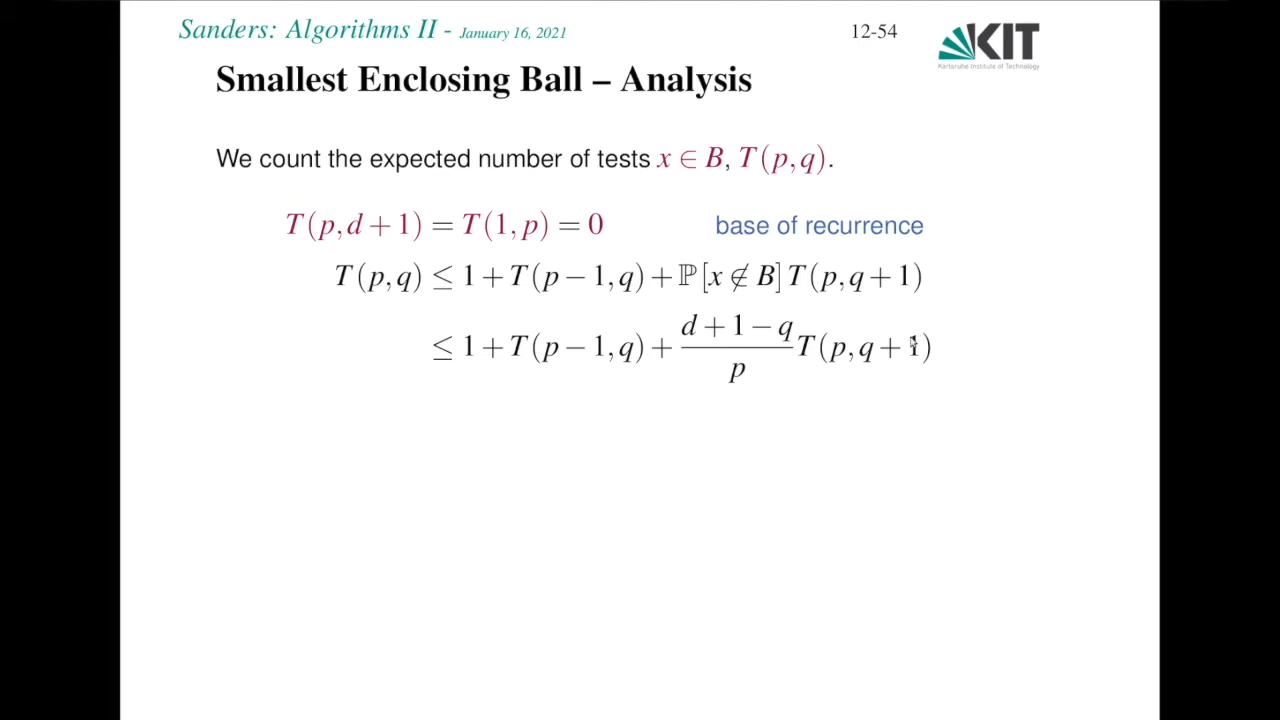 Sanders: Algorithms II - January 16, 2021
12-54
KIT
Karlsruhe Institute of Technology
Smallest Enclosing Ball – Analysis
We count the expected number of tests x ∈ B, T(p,q).
T(p,d+1) = T(1,p) = 0 base of recurrence
T(p,q) ≤ 1+T(p−1,q)+ℙ[x ∉ B]T(p,q+1)
≤ 1+T(p−1,q)+\frac{d+1−q}{p}T(p,q+1)